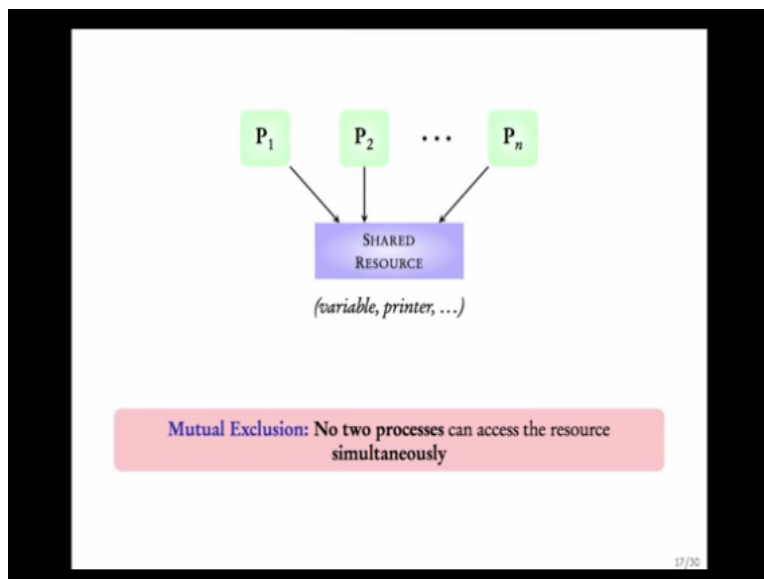 P1 P2 ··· Pn
SHARED
RESOURCE
(variable, printer, ...)
Mutual Exclusion: No two processes can access the resource
simultaneously
17/30